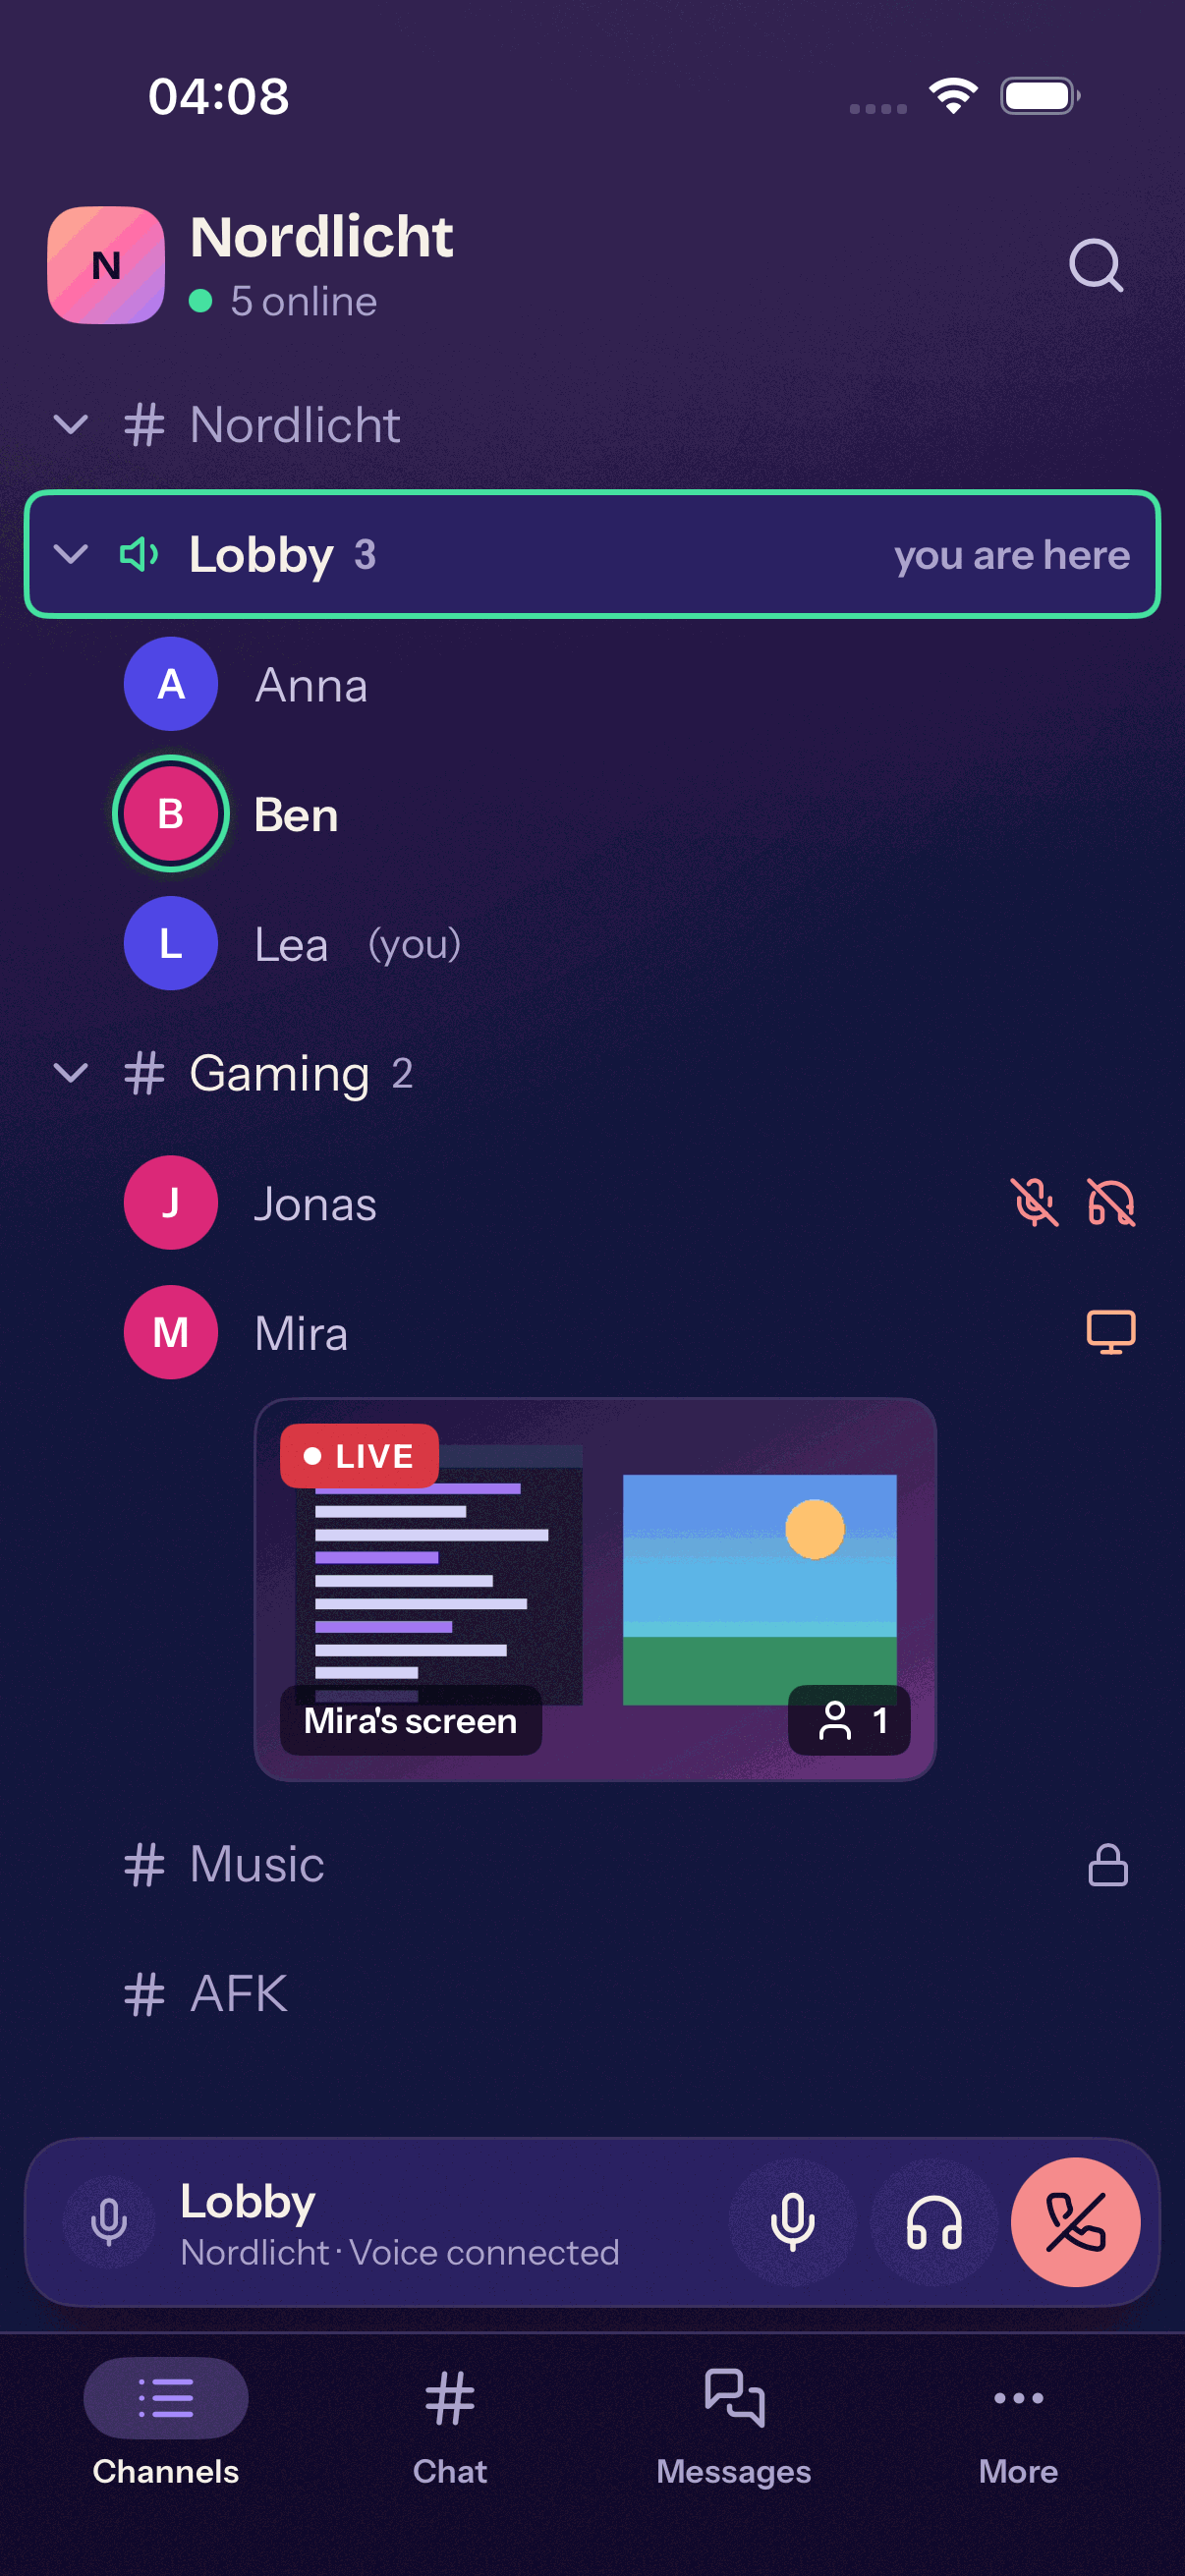 04:08
N
Nordlicht
5 online
Nordlicht
Lobby 3 you are here
A Anna
B Ben
L Lea (you)
Gaming 2
J Jonas
M Mira
LIVE
Mira's screen 1
# Music
# AFK
Lobby
Nordlicht · Voice connected
Channels Chat Messages More